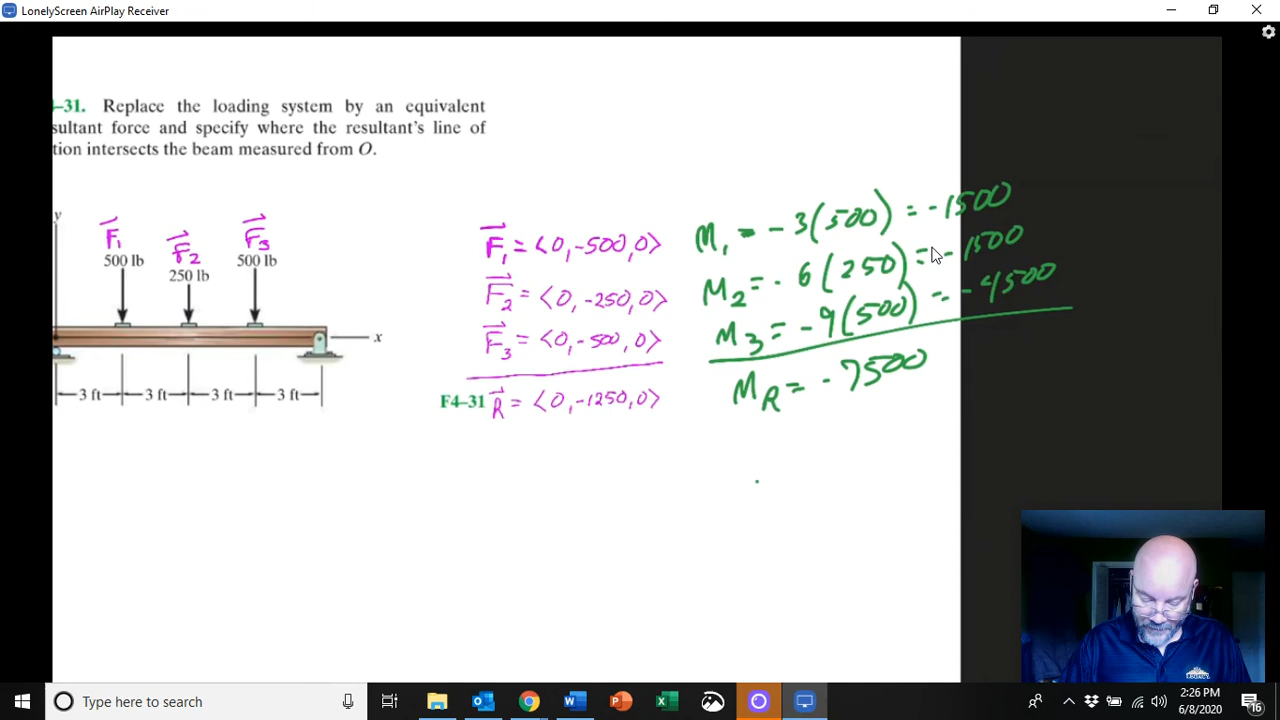 LonelyScreen AirPlay Receiver
–31. Replace the loading system by an equivalent
sultant force and specify where the resultant's line of
tion intersects the beam measured from O.
y
F₁
F₂
F₃
500 lb
250 lb
500 lb
x
3 ft 3 ft 3 ft 3 ft
F₁ = <0, -500, 0>
F₂ = <0, -250, 0>
F₃ = <0, -500, 0>
F4–31 R = <0, -1250, 0>
M₁ = - 3(500) = - 1500
M₂ = - 6(250) = - 1500
M₃ = - 9(500) = - 4500
M_R = - 7500
Type here to search
2:26 PM
6/8/2020
16